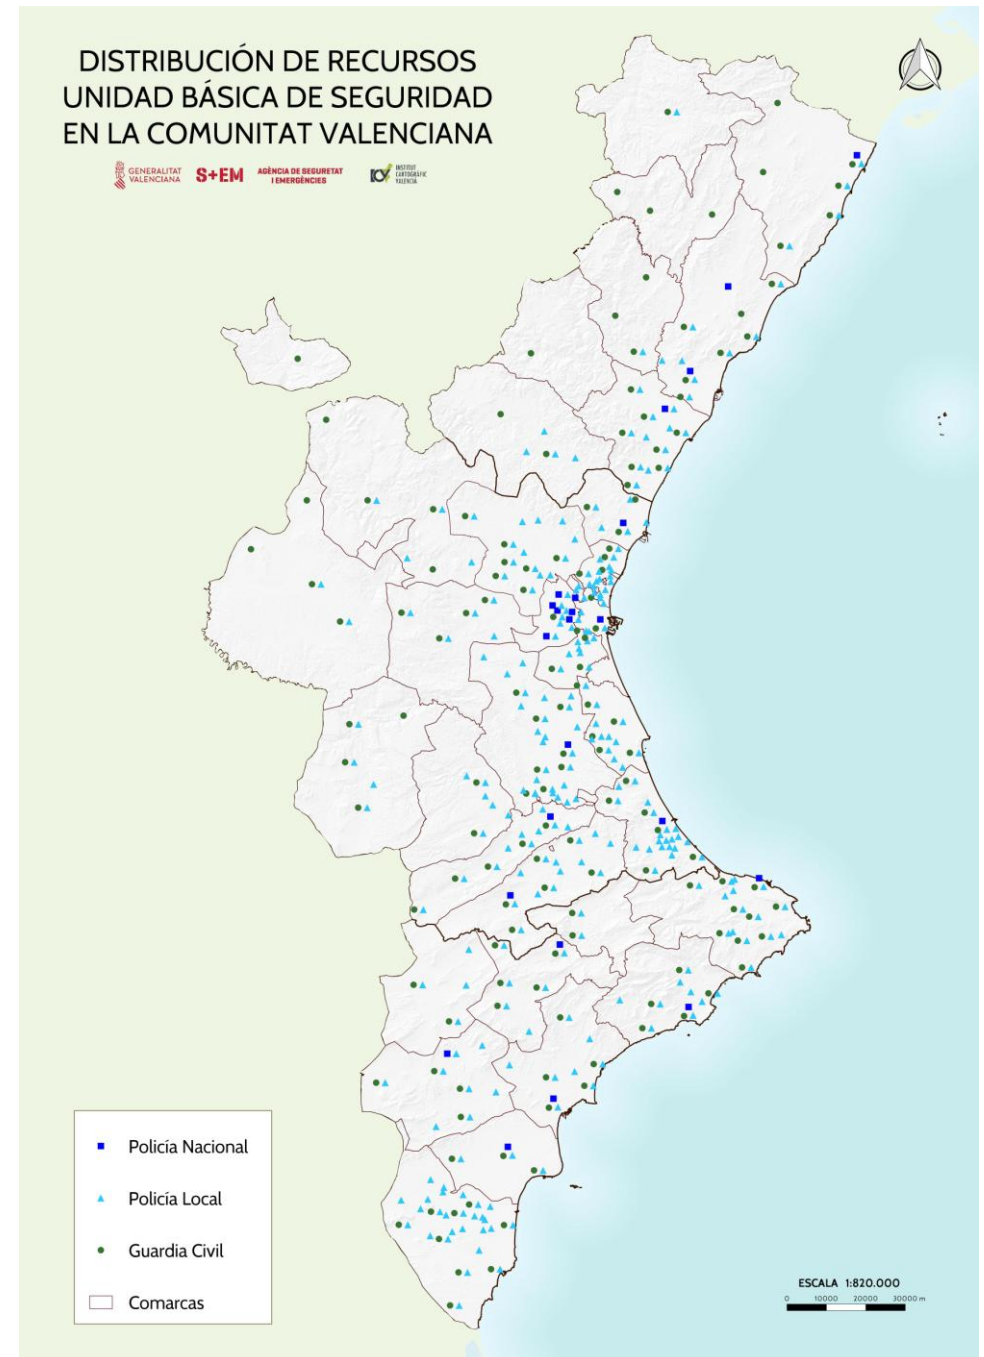 DISTRIBUCIÓN DE RECURSOS
UNIDAD BÁSICA DE SEGURIDAD
EN LA COMUNITAT VALENCIANA
GENERALITAT
VALENCIANA
S+EM
AGÈNCIA DE SEGURETAT
I EMERGÈNCIES
ICV
INSTITUT
CARTOGRÀFIC
VALENCIÀ
Policía Nacional
Policía Local
Guardia Civil
Comarcas
ESCALA 1:820.000
0 10000 20000 30000 m